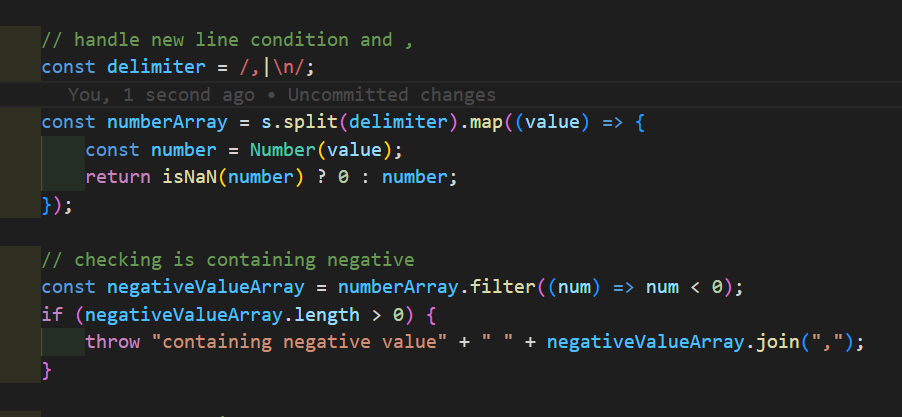 // handle new line condition and ,
const delimiter = /,|\n/;
You, 1 second ago • Uncommitted changes
const numberArray = s.split(delimiter).map((value) => {
const number = Number(value);
return isNaN(number) ? 0 : number;
});
// checking is containing negative
const negativeValueArray = numberArray.filter((num) => num < 0);
if (negativeValueArray.length > 0) {
throw "containing negative value" + " " + negativeValueArray.join(",");
}